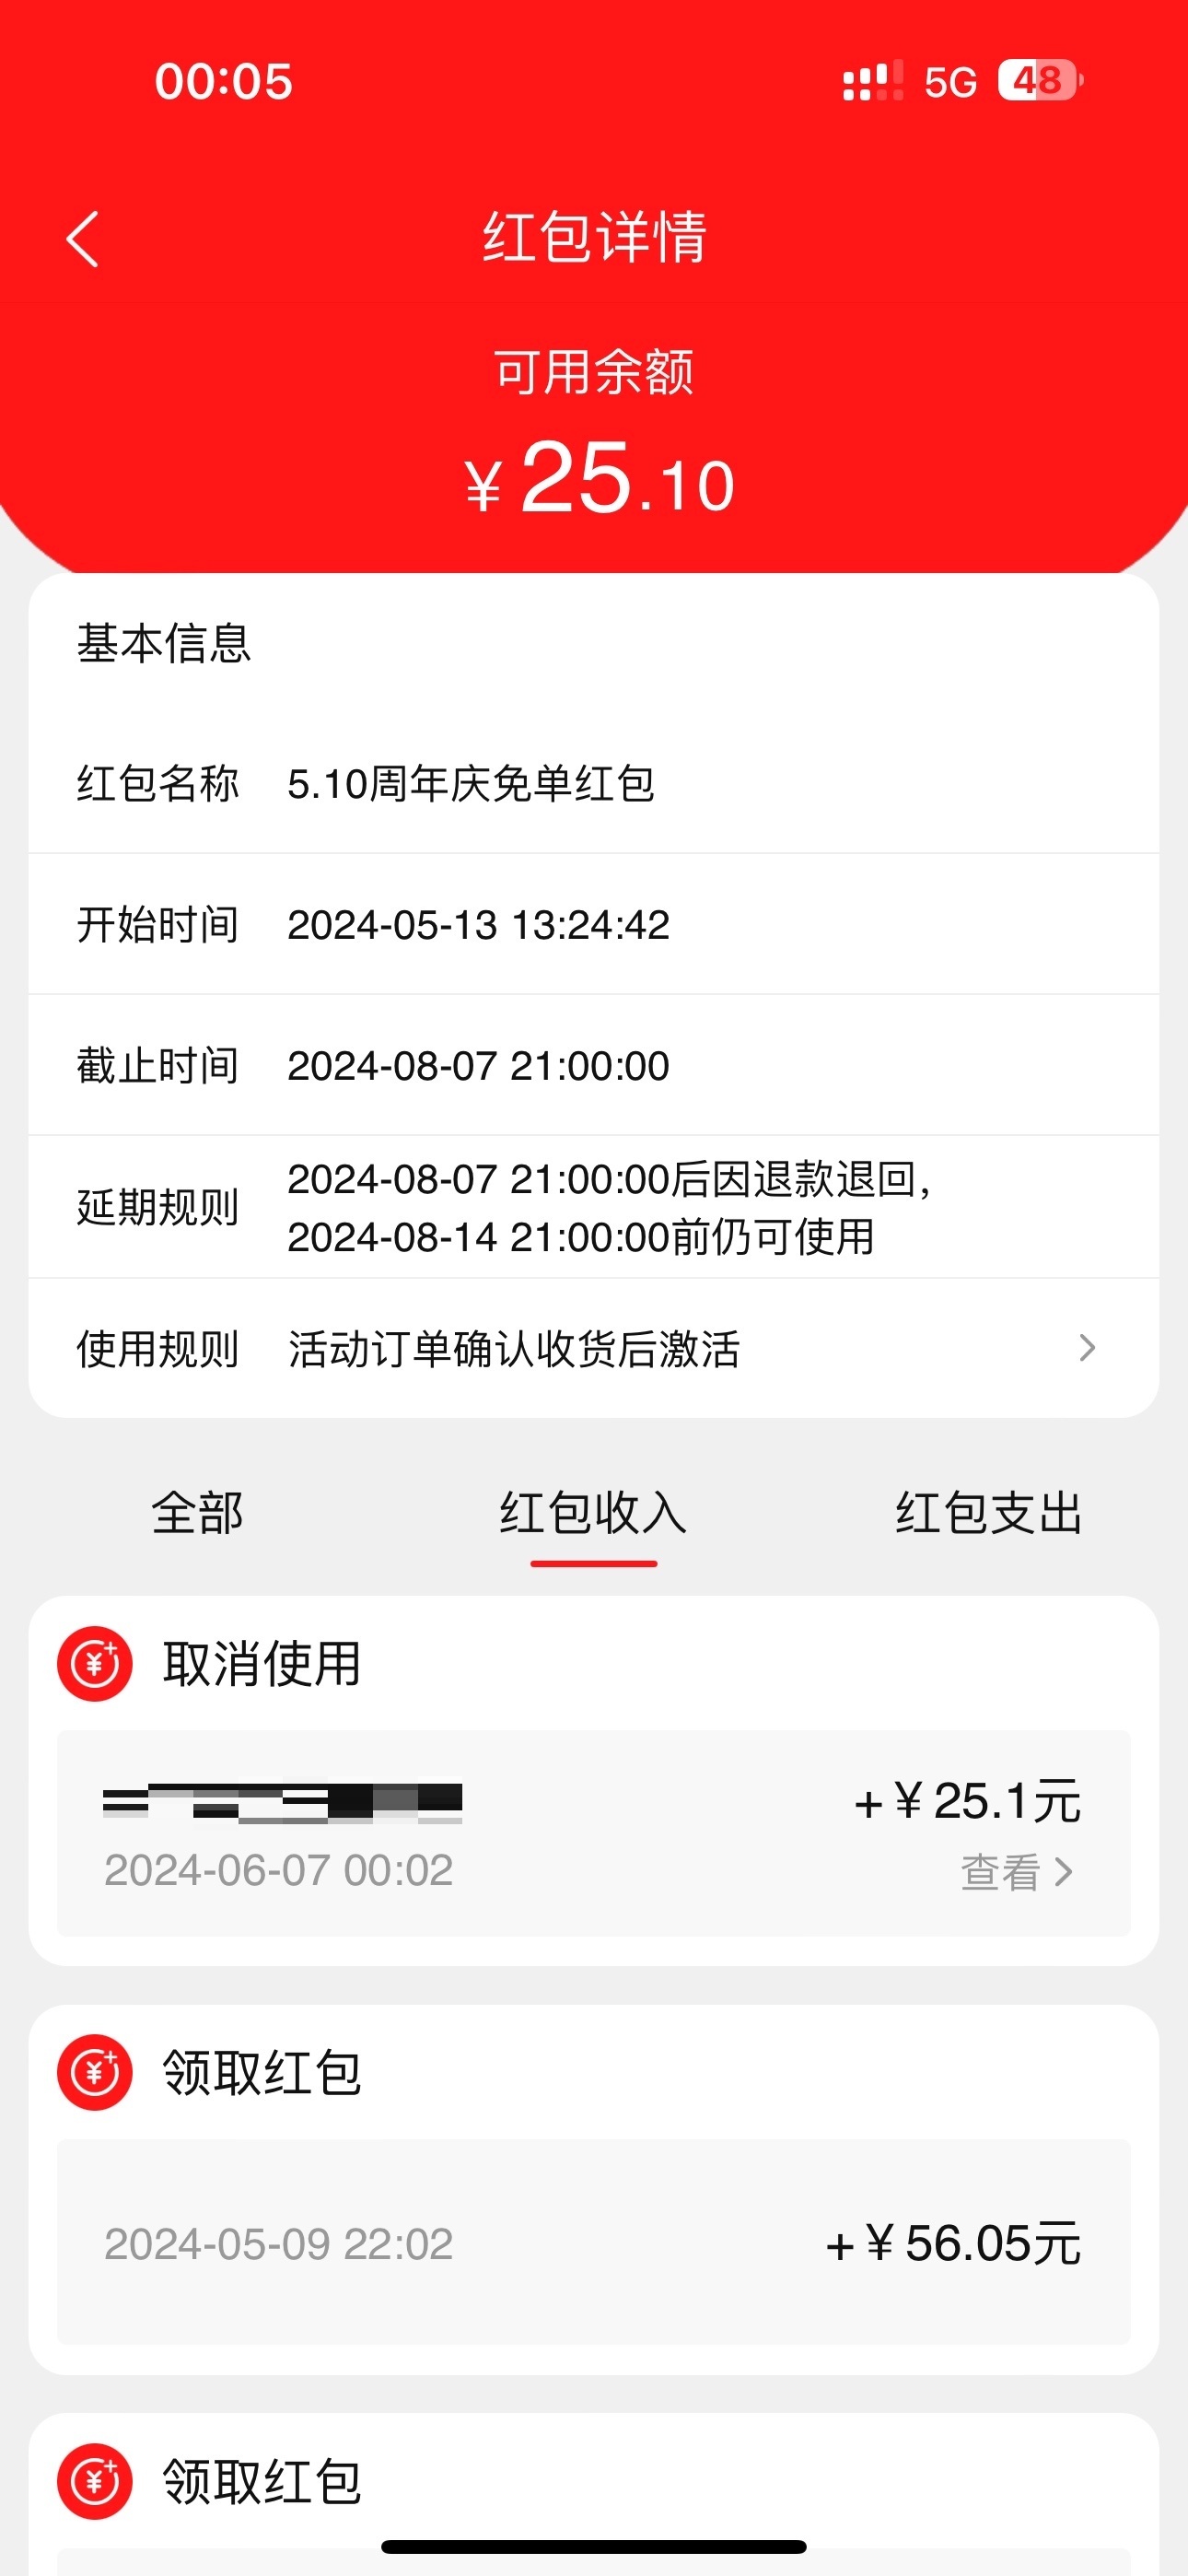 00:05
5G 48
红包详情
可用余额
¥25.10
基本信息
红包名称 5.10周年庆免单红包
开始时间 2024-05-13 13:24:42
截止时间 2024-08-07 21:00:00
延期规则 2024-08-07 21:00:00后因退款退回，
2024-08-14 21:00:00前仍可使用
使用规则 活动订单确认收货后激活
全部 红包收入 红包支出
取消使用
+¥25.1元
2024-06-07 00:02 查看
领取红包
2024-05-09 22:02 +¥56.05元
领取红包